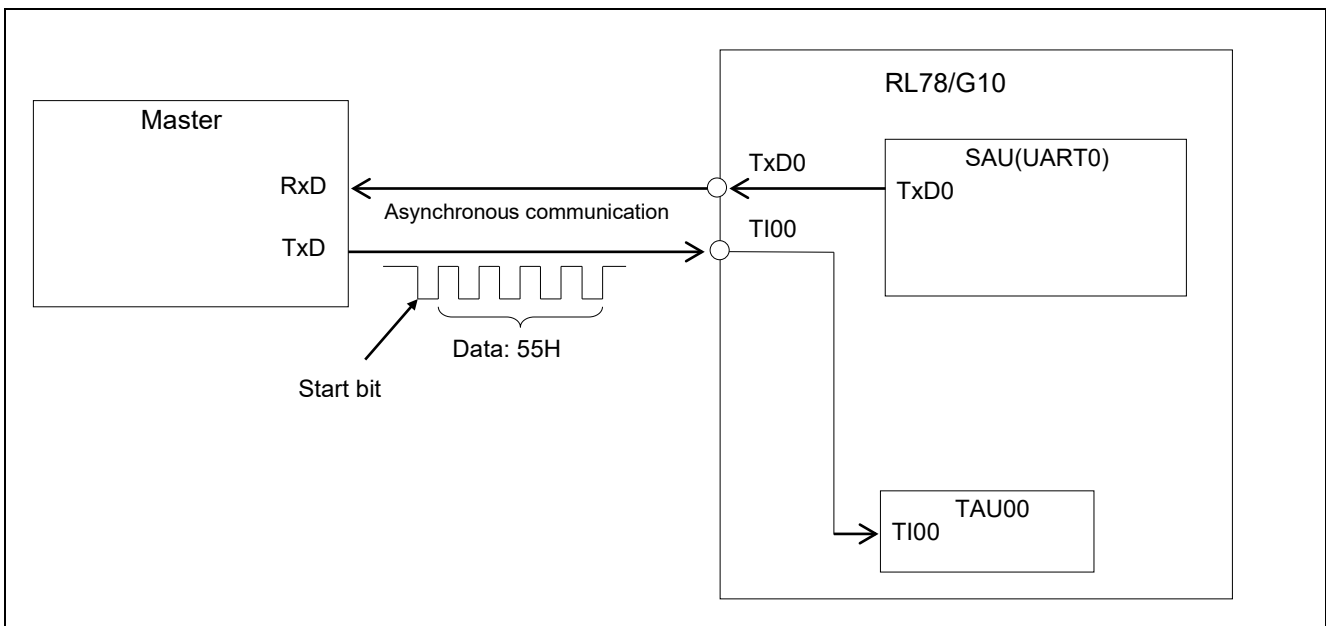 RL78/G10
Master
SAU(UART0)
TxD0
TxD0
RxD
Asynchronous communication
TI00
TxD
Data: 55H
Start bit
TAU00
TI00